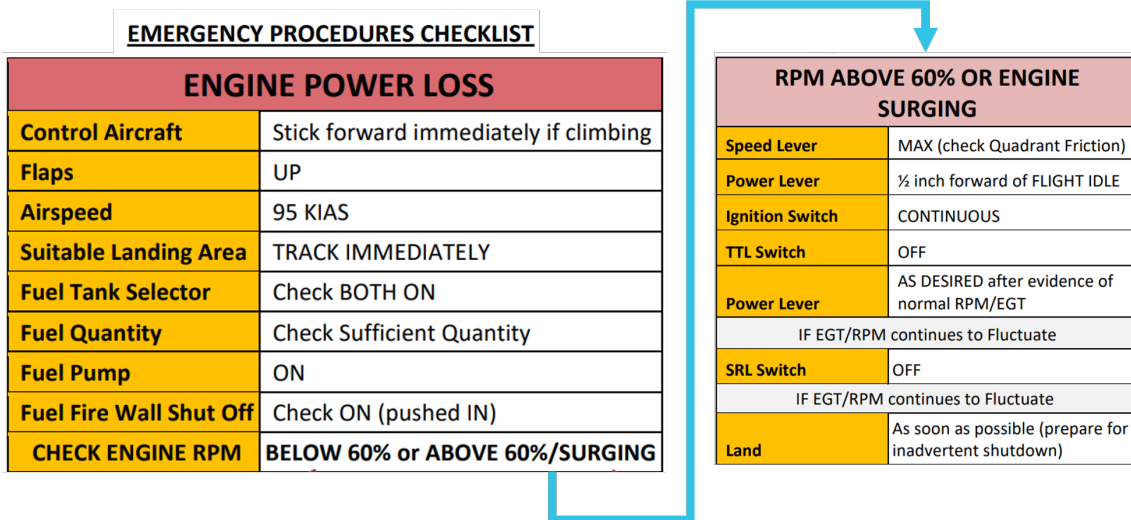 EMERGENCY PROCEDURES CHECKLIST
ENGINE POWER LOSS
Control Aircraft Stick forward immediately if climbing
Flaps UP
Airspeed 95 KIAS
Suitable Landing Area TRACK IMMEDIATELY
Fuel Tank Selector Check BOTH ON
Fuel Quantity Check Sufficient Quantity
Fuel Pump ON
Fuel Fire Wall Shut Off Check ON (pushed IN)
CHECK ENGINE RPM BELOW 60% or ABOVE 60%/SURGING
RPM ABOVE 60% OR ENGINE
SURGING
Speed Lever MAX (check Quadrant Friction)
Power Lever ½ inch forward of FLIGHT IDLE
Ignition Switch CONTINUOUS
TTL Switch OFF
Power Lever AS DESIRED after evidence of
normal RPM/EGT
IF EGT/RPM continues to Fluctuate
SRL Switch OFF
IF EGT/RPM continues to Fluctuate
Land As soon as possible (prepare for
inadvertent shutdown)